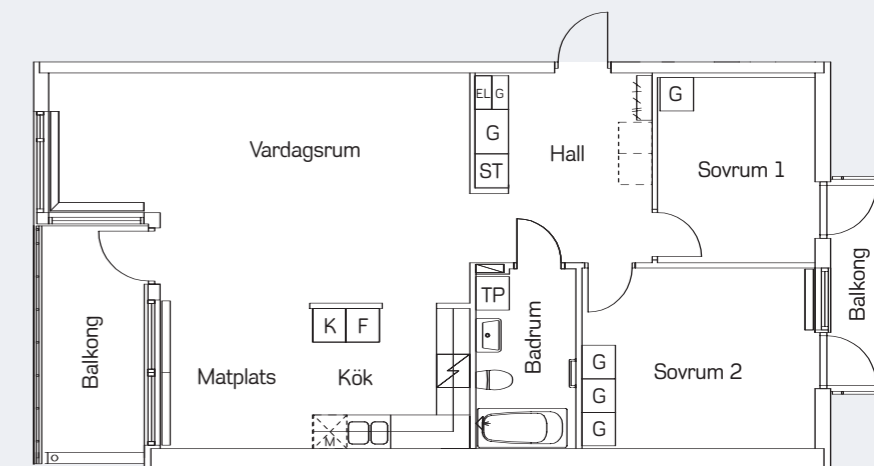 EL G
G
G
Vardagsrum
Hall
ST
Sovrum 1
Balkong
TP
K F
Badrum
Balkong
Matplats
Kök
G
Sovrum 2
G
G
M